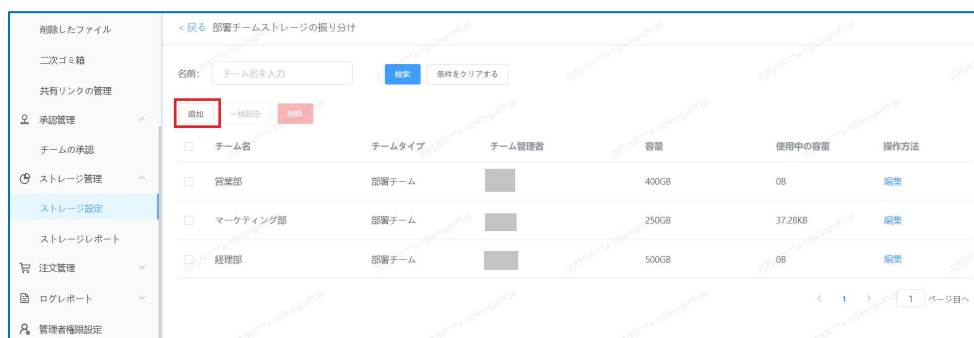 削除したファイル
二次ゴミ箱
共有リンクの管理
承認管理
チームの承認
ストレージ管理
ストレージ設定
ストレージレポート
注文管理
ログレポート
管理者権限設定
< 戻る 部署チームストレージの振り分け
名前: チーム名を入力 検索 条件をクリアする
追加 一括設定 削除
チーム名 チームタイプ チーム管理者 容量 使用中の容量 操作方法
営業部 部署チーム 400GB 0B 編集
マーケティング部 部署チーム 250GB 37.28KB 編集
経理部 部署チーム 500GB 0B 編集
< 1 > 1 ページ目へ